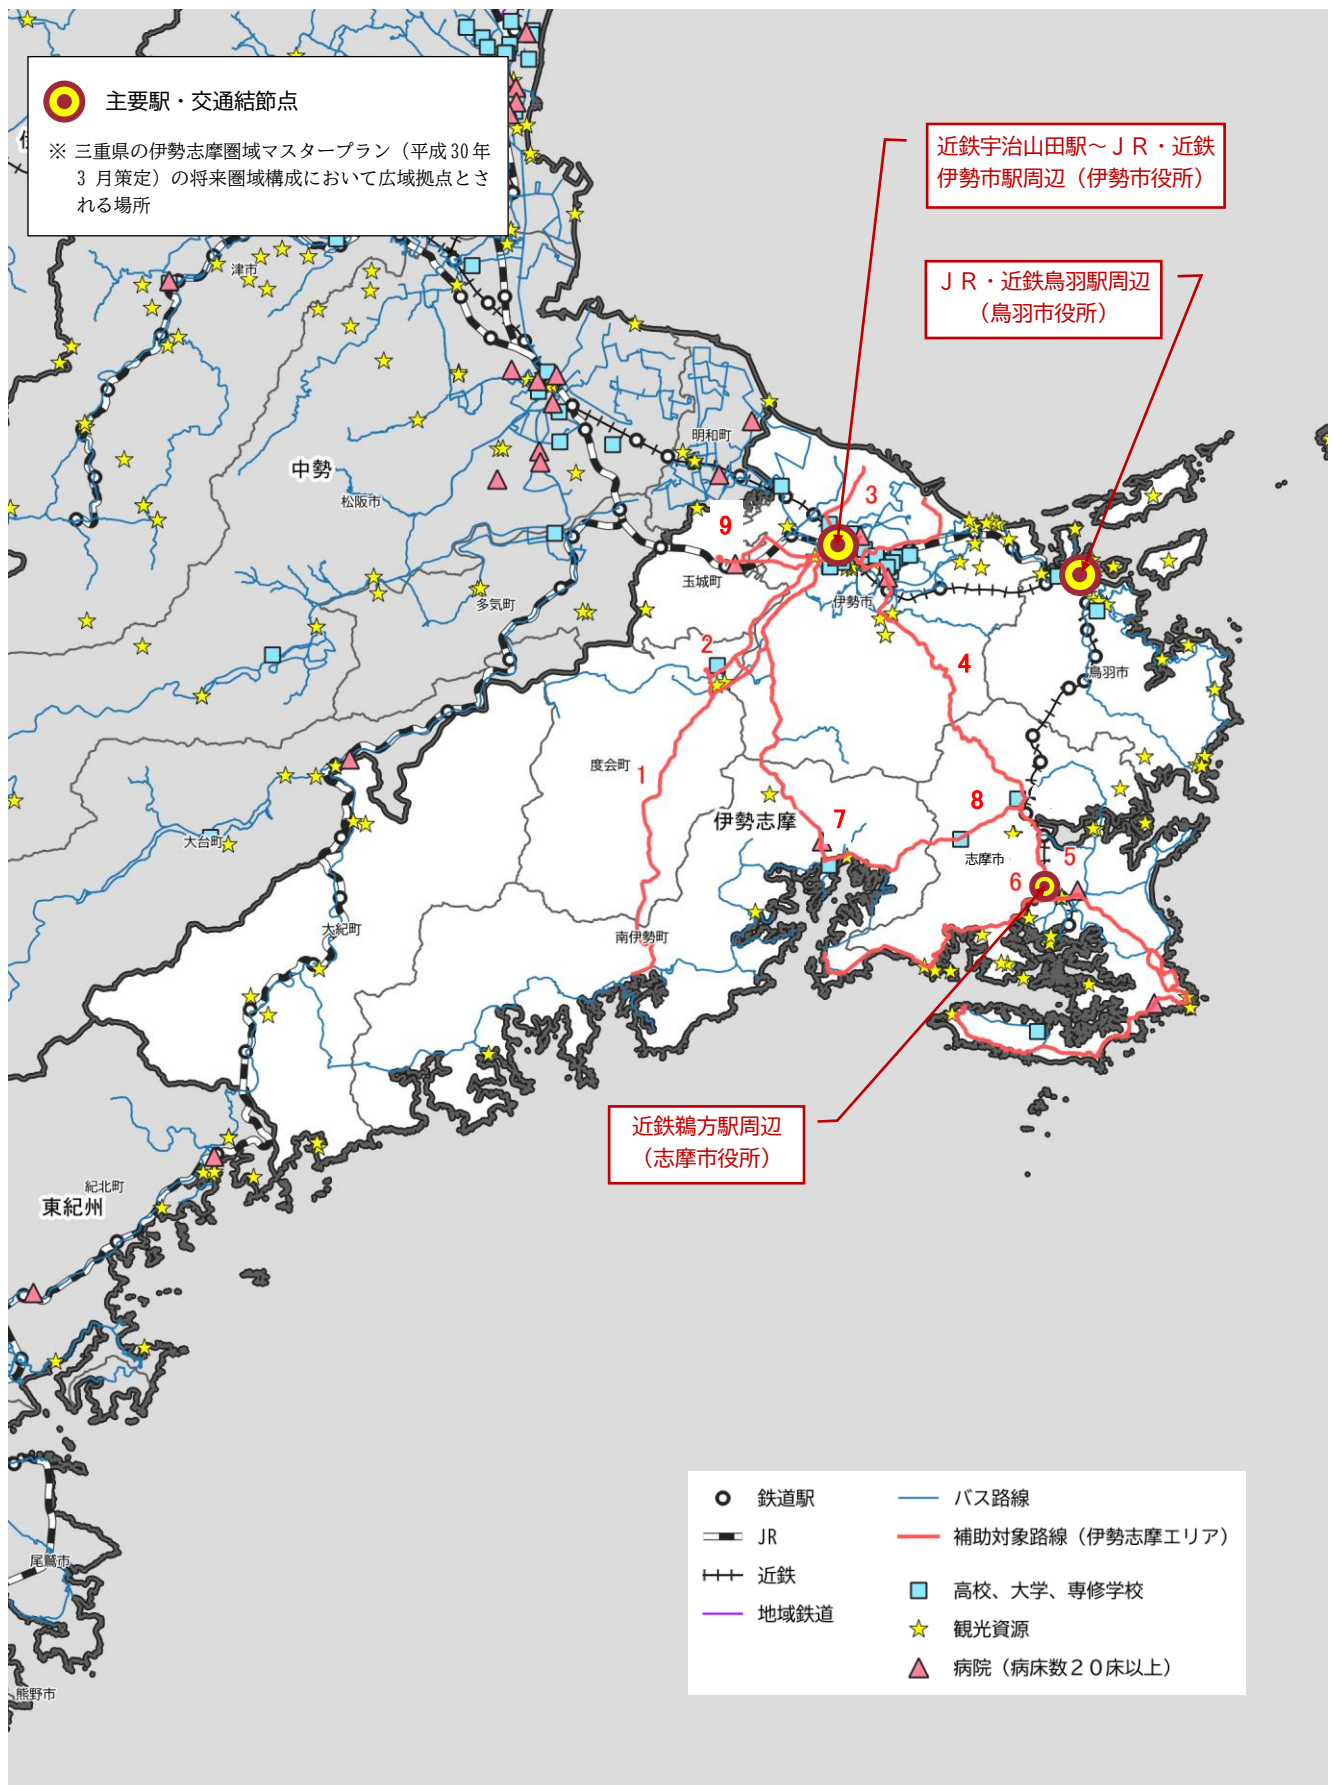 主要駅・交通結節点
※ 三重県の伊勢志摩圏域マスタープラン（平成30年
3 月策定）の将来圏域構成において広域拠点とさ
れる場所
近鉄宇治山田駅～ＪＲ・近鉄
伊勢市駅周辺（伊勢市役所）
ＪＲ・近鉄鳥羽駅周辺
（鳥羽市役所）
津市
明和町
中勢
松阪市
3
9
玉城町
多気町
伊勢市
2
4
鳥羽市
度会町
1
伊勢志摩
7
8
大台町
志摩市
5
6
大紀町
南伊勢町
近鉄鵜方駅周辺
（志摩市役所）
紀北町
東紀州
尾鷲市
熊野市
鉄道駅
JR
近鉄
地域鉄道
バス路線
補助対象路線（伊勢志摩エリア）
高校、大学、専修学校
観光資源
病院（病床数２０床以上）